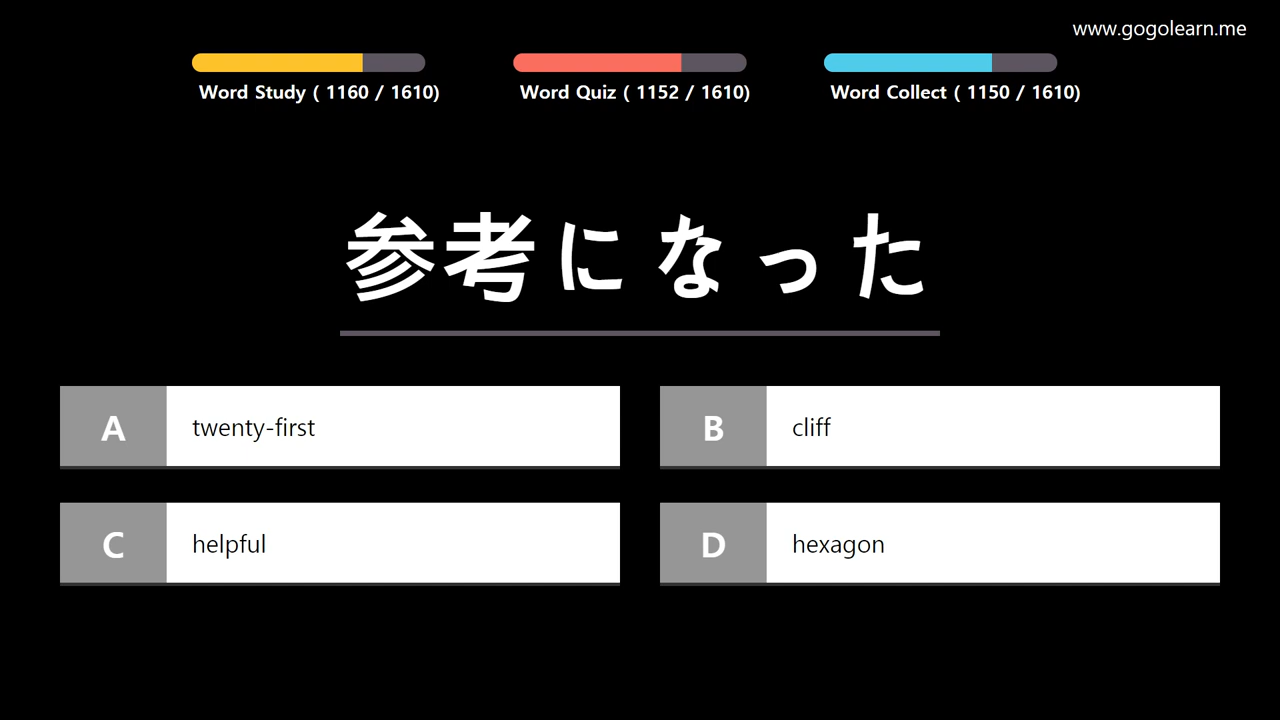 www.gogolearn.me
Word Study ( 1160 / 1610)
Word Quiz ( 1152 / 1610)
Word Collect ( 1150 / 1610)
参考になった
A twenty-first
B cliff
C helpful
D hexagon